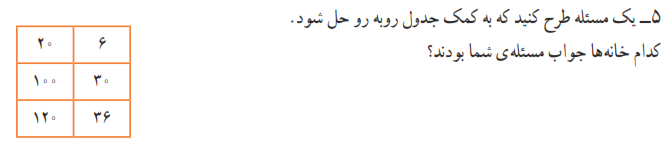 ۵ــ یک مسئله طرح کنید که به کمک جدول روبه رو حل شود.
کدام خانه‌ها جواب مسئله‌ی شما بودند؟
۲۰ ۶
۱۰۰ ۳۰
۱۲۰ ۳۶